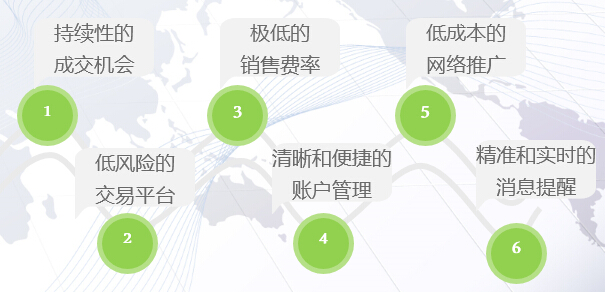 持续性的
成交机会
1
低风险的
交易平台
2
极低的
销售费率
3
清晰和便捷的
账户管理
4
低成本的
网络推广
5
精准和实时的
消息提醒
6